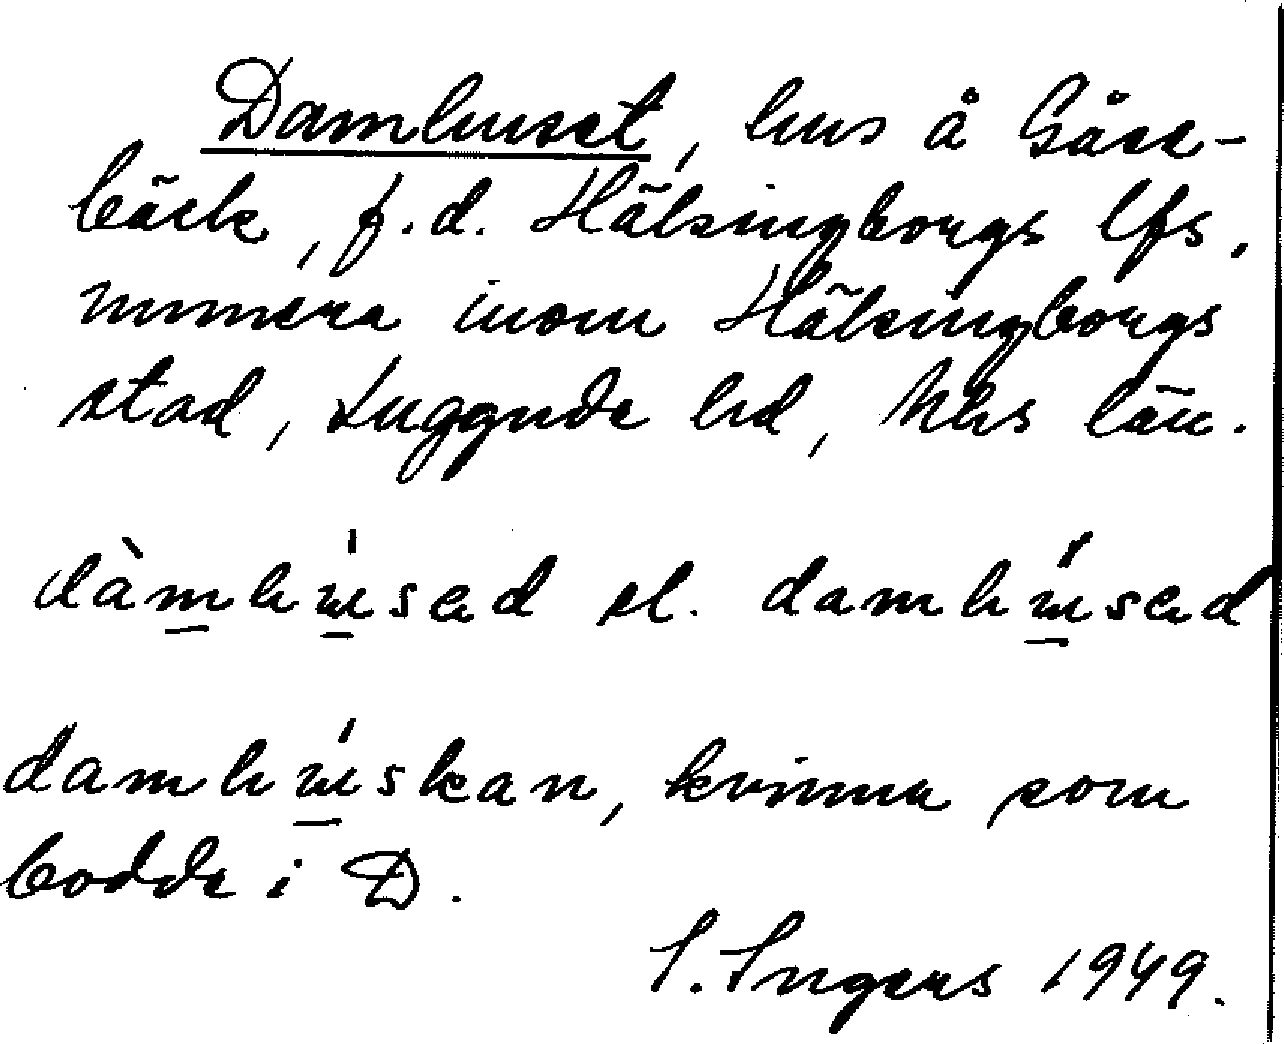 Damhuset, hus å Gåse-
bäck, f.d. Hälsingborgs lfs,
numera inom Hälsingborgs
stad, Luggude hd, Mhs län.
dàmhúsed el. damhúsed
damhúskan, kvinna som
bodde i D.
S. Ingers 1949.